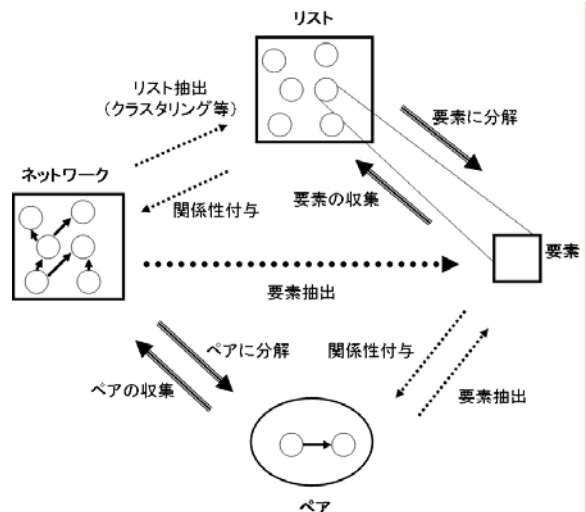 リスト
リスト抽出
（クラスタリング等）
要素に分解
ネットワーク
関係性付与
要素の収集
要素
要素抽出
ペアに分解
関係性付与
ペアの収集
要素抽出
ペア